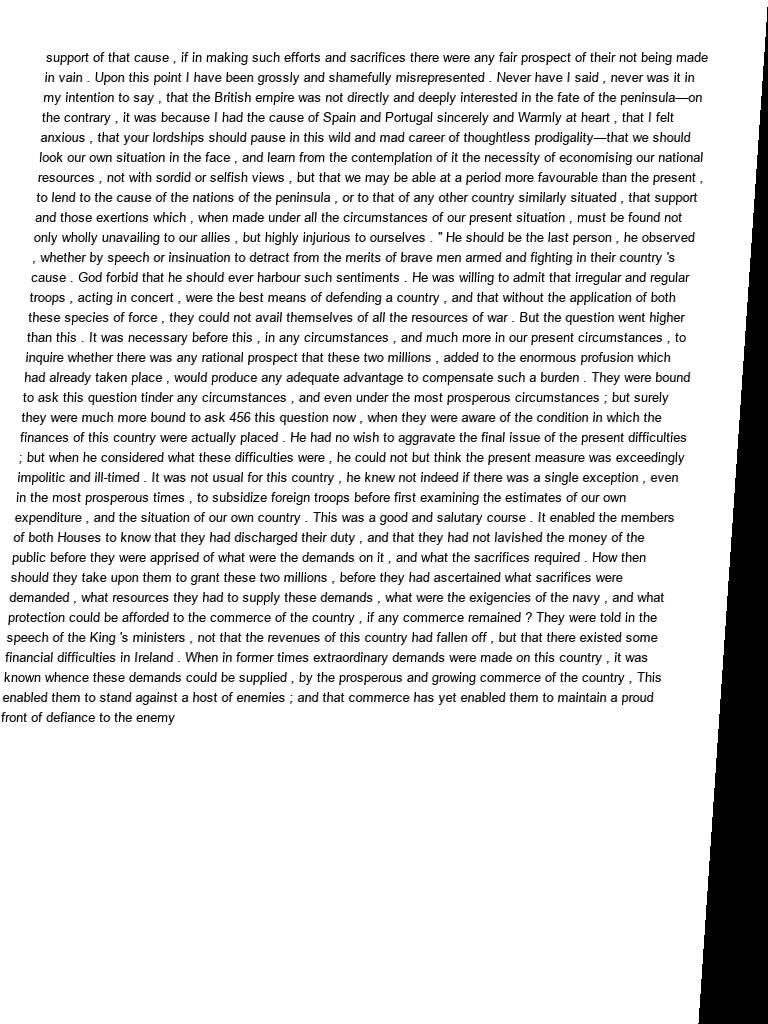 support of that cause , if in making such efforts and sacrifices there were any fair prospect of their not being made
in vain . Upon this point I have been grossly and shamefully misrepresented . Never have I said , never was it in
my intention to say , that the British empire was not directly and deeply interested in the fate of the peninsula—on
the contrary , it was because I had the cause of Spain and Portugal sincerely and Warmly at heart , that I felt
anxious , that your lordships should pause in this wild and mad career of thoughtless prodigality—that we should
look our own situation in the face , and learn from the contemplation of it the necessity of economising our national
resources , not with sordid or selfish views , but that we may be able at a period more favourable than the present ,
to lend to the cause of the nations of the peninsula , or to that of any other country similarly situated , that support
and those exertions which , when made under all the circumstances of our present situation , must be found not
only wholly unavailing to our allies , but highly injurious to ourselves . " He should be the last person , he observed
, whether by speech or insinuation to detract from the merits of brave men armed and fighting in their country 's
cause . God forbid that he should ever harbour such sentiments . He was willing to admit that irregular and regular
troops , acting in concert , were the best means of defending a country , and that without the application of both
these species of force , they could not avail themselves of all the resources of war . But the question went higher
than this . It was necessary before this , in any circumstances , and much more in our present circumstances , to
inquire whether there was any rational prospect that these two millions , added to the enormous profusion which
had already taken place , would produce any adequate advantage to compensate such a burden . They were bound
to ask this question tinder any circumstances , and even under the most prosperous circumstances ; but surely
they were much more bound to ask 456 this question now , when they were aware of the condition in which the
finances of this country were actually placed . He had no wish to aggravate the final issue of the present difficulties
; but when he considered what these difficulties were , he could not but think the present measure was exceedingly
impolitic and ill-timed . It was not usual for this country , he knew not indeed if there was a single exception , even
in the most prosperous times , to subsidize foreign troops before first examining the estimates of our own
expenditure , and the situation of our own country . This was a good and salutary course . It enabled the members
of both Houses to know that they had discharged their duty , and that they had not lavished the money of the
public before they were apprised of what were the demands on it , and what the sacrifices required . How then
should they take upon them to grant these two millions , before they had ascertained what sacrifices were
demanded , what resources they had to supply these demands , what were the exigencies of the navy , and what
protection could be afforded to the commerce of the country , if any commerce remained ? They were told in the
speech of the King 's ministers , not that the revenues of this country had fallen off , but that there existed some
financial difficulties in Ireland . When in former times extraordinary demands were made on this country , it was
known whence these demands could be supplied , by the prosperous and growing commerce of the country , This
enabled them to stand against a host of enemies ; and that commerce has yet enabled them to maintain a proud
front of defiance to the enemy